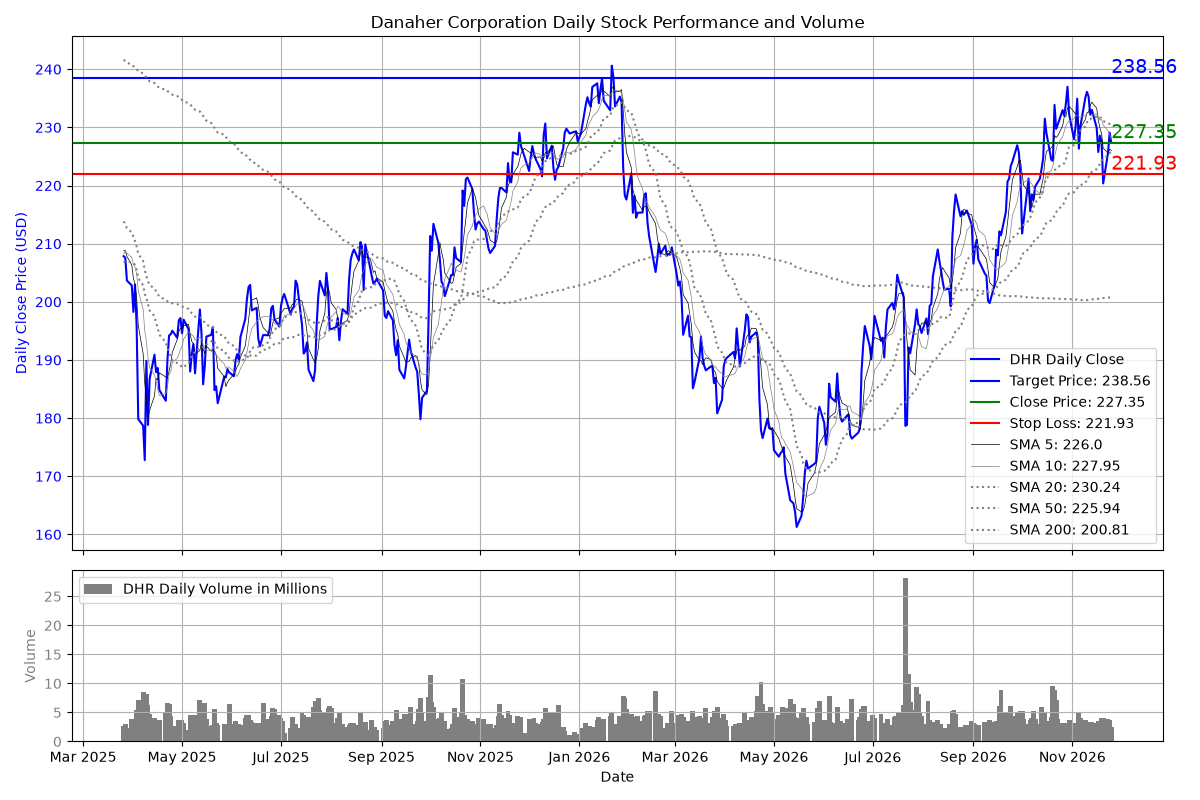 Danaher Corporation Daily Stock Performance and Volume
Daily Close Price (USD)
240
230
220
210
200
190
180
170
160
238.56
227.35
221.93
DHR Daily Close
Target Price: 238.56
Close Price: 227.35
Stop Loss: 221.93
SMA 5: 226.0
SMA 10: 227.95
SMA 20: 230.24
SMA 50: 225.94
SMA 200: 200.81
DHR Daily Volume in Millions
Volume
25
20
15
10
5
0
Mar 2025
May 2025
Jul 2025
Sep 2025
Nov 2025
Jan 2026
Mar 2026
May 2026
Jul 2026
Sep 2026
Nov 2026
Date